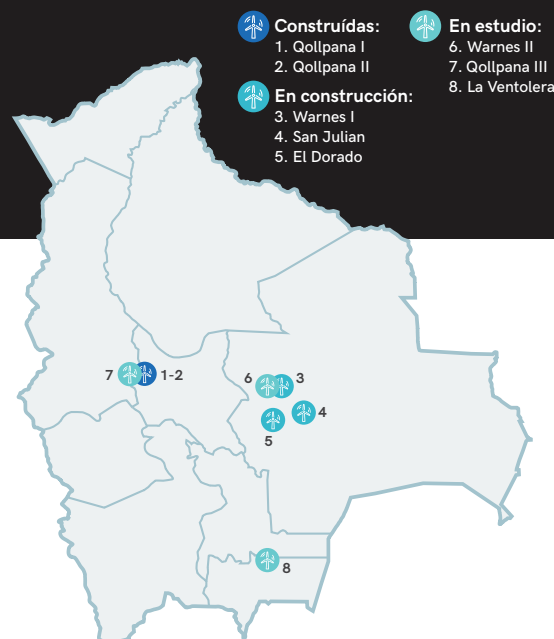 Construídas:
1. Qollpana I
2. Qollpana II
En construcción:
3. Warnes I
4. San Julian
5. El Dorado
En estudio:
6. Warnes II
7. Qollpana III
8. La Ventolera
7
1-2
6
3
4
5
8